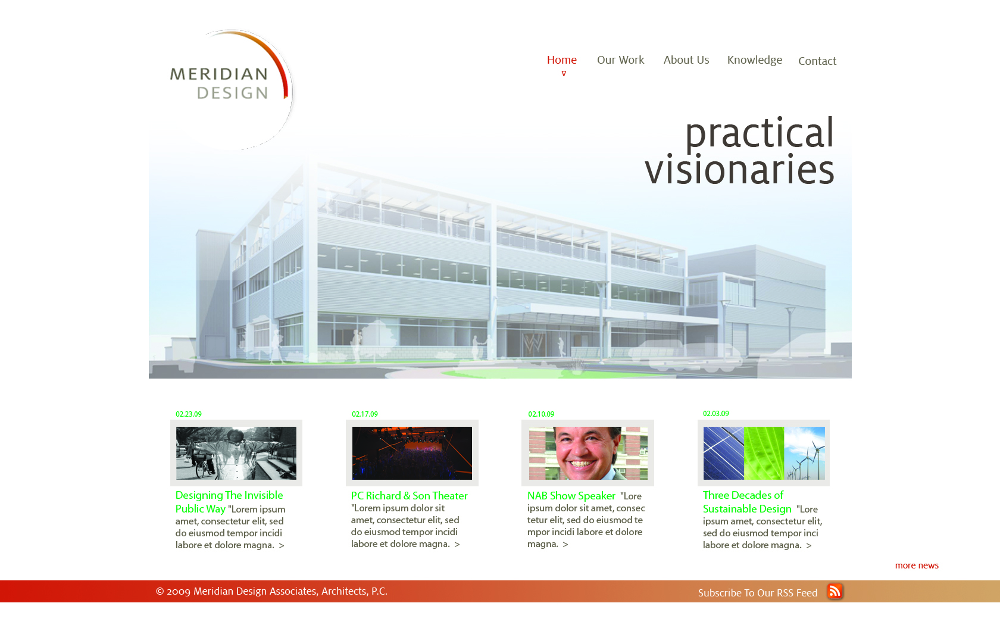 MERIDIAN
DESIGN
Home
Our Work
About Us
Knowledge
Contact
practical
visionaries
02.23.09
Designing The Invisible
Public Way "Lorem ipsum
amet, consectetur elit, sed
do eiusmod tempor incidi
labore et dolore magna. >
02.17.09
PC Richard & Son Theater
"Lorem ipsum dolor sit
amet, consectetur elit, sed
do eiusmod tempor incidi
labore et dolore magna. >
02.10.09
NAB Show Speaker "Lore
ipsum dolor sit amet, consec
tetur elit, sed do eiusmod te
mpor incidi labore et dolore
magna. >
02.03.09
Three Decades of
Sustainable Design "Lore
ipsum amet, consectetur elit,
sed do eiusmod tempor inci
labore et dolore magna. >
more news
© 2009 Meridian Design Associates, Architects, P.C.
Subscribe To Our RSS Feed